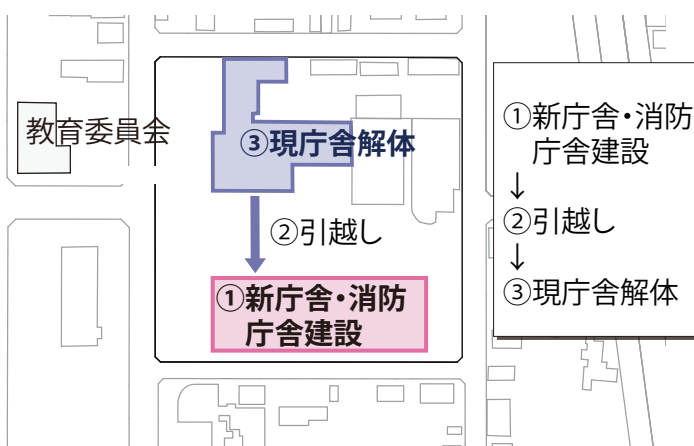 教育委員会
③現庁舎解体
②引越し
①新庁舎・消防
庁舎建設
①新庁舎・消防
庁舎建設
↓
②引越し
↓
③現庁舎解体